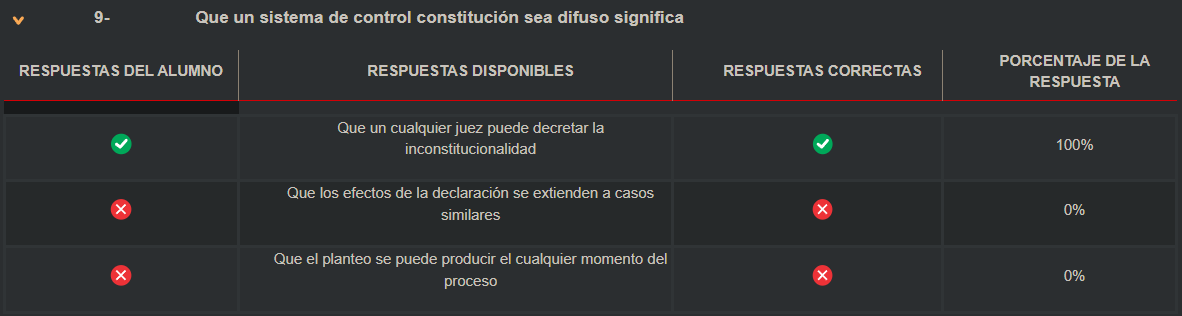 9- Que un sistema de control constitución sea difuso significa
RESPUESTAS DEL ALUMNO RESPUESTAS DISPONIBLES RESPUESTAS CORRECTAS PORCENTAJE DE LA
RESPUESTA
Que un cualquier juez puede decretar la
inconstitucionalidad
100%
Que los efectos de la declaración se extienden a casos
similares
0%
Que el planteo se puede producir el cualquier momento del
proceso
0%